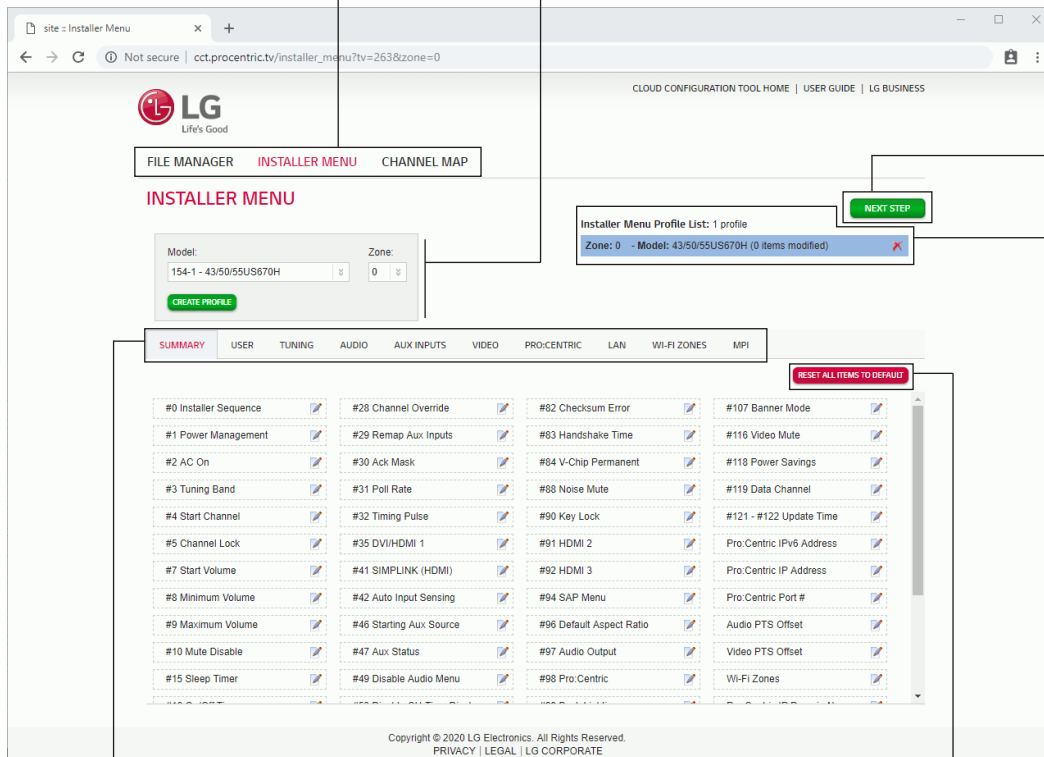 site :: Installer Menu
Not secure | cct.procentric.tv/installer_menu?tv=263&zone=0
CLOUD CONFIGURATION TOOL HOME | USER GUIDE | LG BUSINESS
LG
Life's Good
FILE MANAGER INSTALLER MENU CHANNEL MAP
INSTALLER MENU
NEXT STEP
Installer Menu Profile List: 1 profile
Zone: 0 - Model: 43/50/55US670H (0 items modified)
Model: Zone:
154-1 - 43/50/55US670H 0
CREATE PROFILE
SUMMARY USER TUNING AUDIO AUX INPUTS VIDEO PRO:CENTRIC LAN WI-FI ZONES MPI
RESET ALL ITEMS TO DEFAULT
#0 Installer Sequence #28 Channel Override #82 Checksum Error #107 Banner Mode
#1 Power Management #29 Remap Aux Inputs #83 Handshake Time #116 Video Mute
#2 AC On #30 Ack Mask #84 V-Chip Permanent #118 Power Savings
#3 Tuning Band #31 Poll Rate #88 Noise Mute #119 Data Channel
#4 Start Channel #32 Timing Pulse #90 Key Lock #121 - #122 Update Time
#5 Channel Lock #35 DVI/HDMI 1 #91 HDMI 2 Pro:Centric IPv6 Address
#7 Start Volume #41 SIMPLINK (HDMI) #92 HDMI 3 Pro:Centric IP Address
#8 Minimum Volume #42 Auto Input Sensing #94 SAP Menu Pro:Centric Port #
#9 Maximum Volume #46 Starting Aux Source #96 Default Aspect Ratio Audio PTS Offset
#10 Mute Disable #47 Aux Status #97 Audio Output Video PTS Offset
#15 Sleep Timer #49 Disable Audio Menu #98 Pro:Centric Wi-Fi Zones
Copyright © 2020 LG Electronics. All Rights Reserved.
PRIVACY | LEGAL | LG CORPORATE